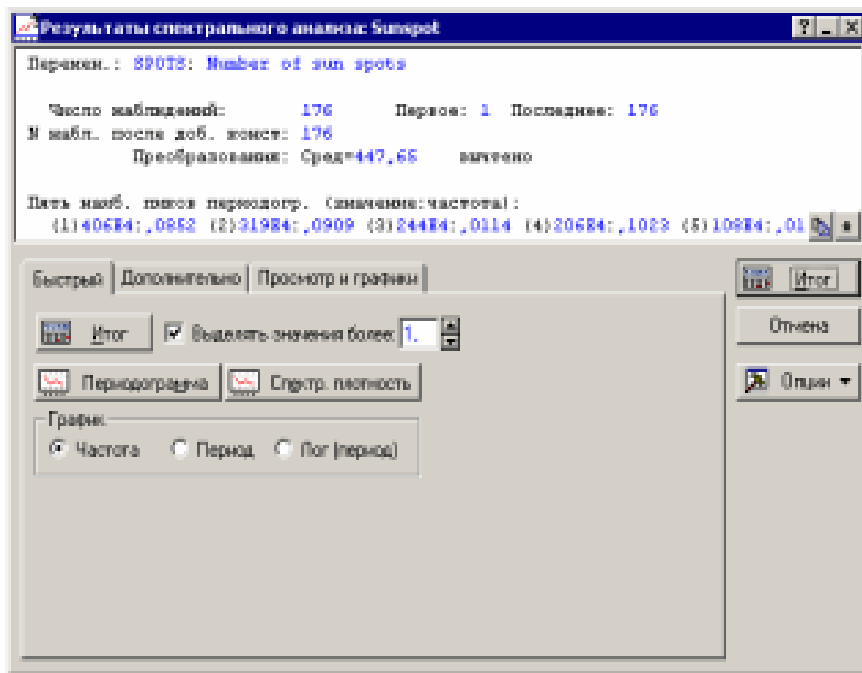 Результаты спектрального анализа: Sunspot
Перемен.: SPOTS: Number of sun spots
Число наблюдений: 176 Первое: 1 Последнее: 176
N набл. после доб. конст: 176
Преобразования: Сред=447,65 вычтено
Пять наиб. пиков периодогр. (значение:частота):
(1)406E4:,0852 (2)319E4:,0909 (3)244E4:,0114 (4)206E4:,1023 (5)109E4:,01
Быстрый Дополнительно Просмотр и графики
Итог
Итог Выделять значения более: 1.
Отмена
Периодограмма Спектр. плотность
Опции
График
Частота Период Лог (период)